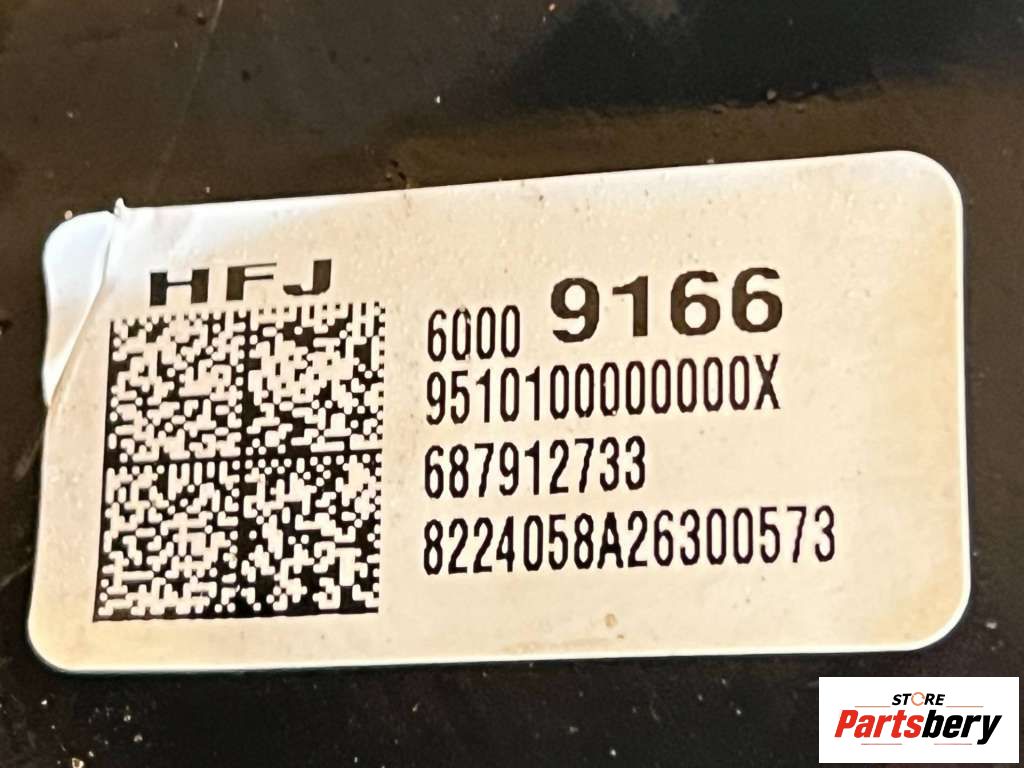 HFJ
6000 9166
9510100000000X
687912733
8224058A26300573
STORE
Partsbery